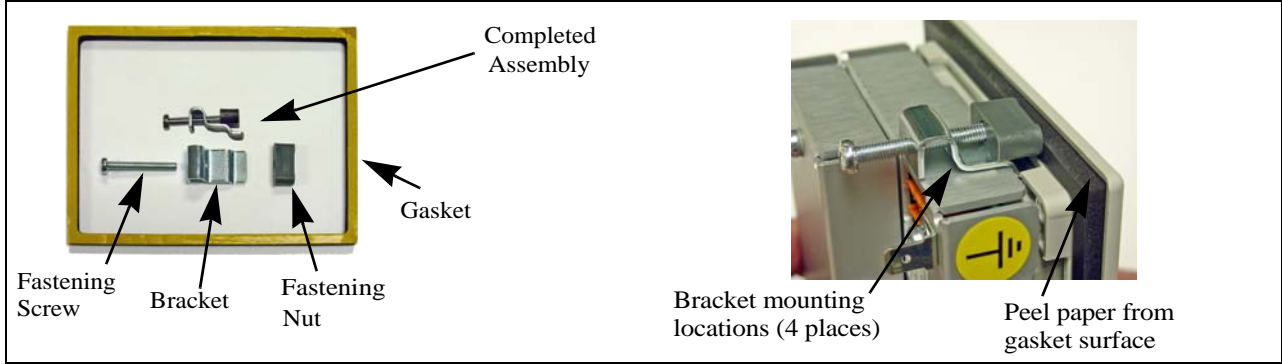 Completed
Assembly
Gasket
Fastening
Screw
Bracket
Fastening
Nut
Bracket mounting
locations (4 places)
Peel paper from
gasket surface